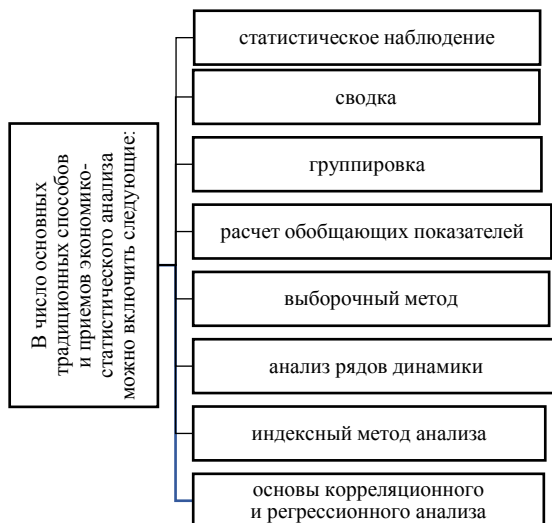 В число основных
традиционных способов
и приемов экономико-
статистического анализа
можно включить следующие:
статистическое наблюдение
сводка
группировка
расчет обобщающих показателей
выборочный метод
анализ рядов динамики
индексный метод анализа
основы корреляционного
и регрессионного анализа